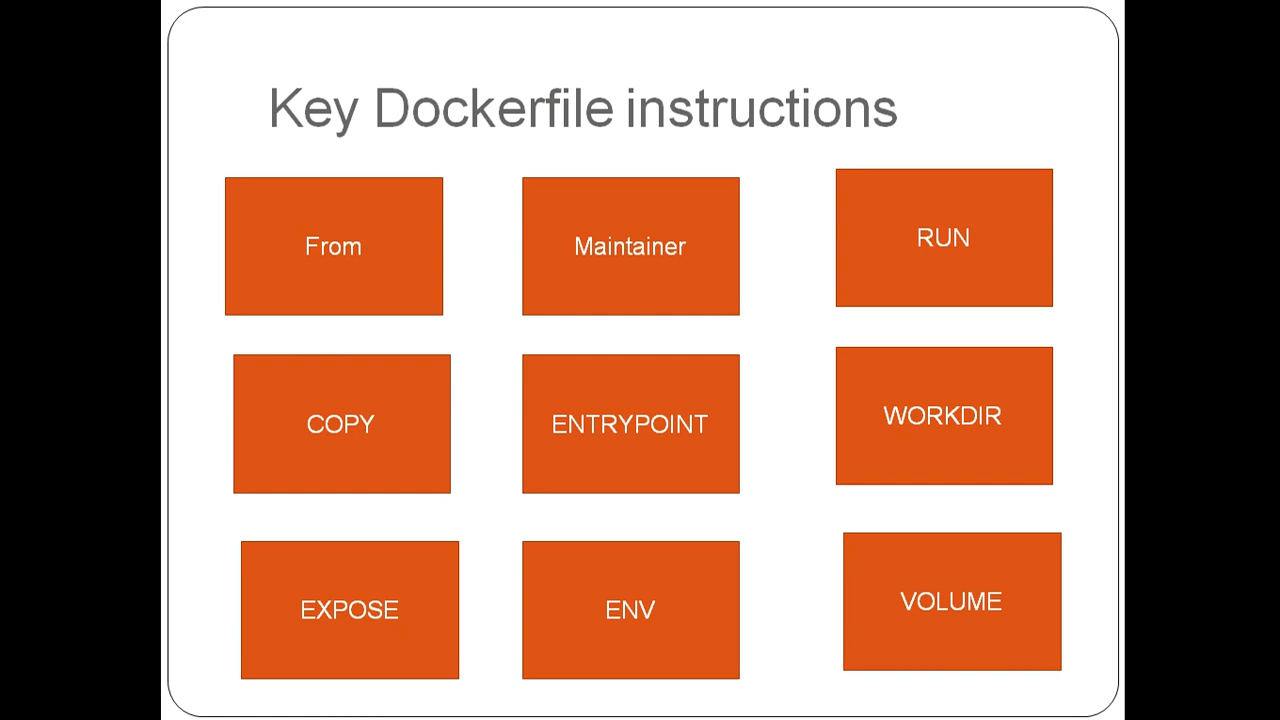 Key Dockerfile instructions
From
Maintainer
RUN
COPY
ENTRYPOINT
WORKDIR
EXPOSE
ENV
VOLUME